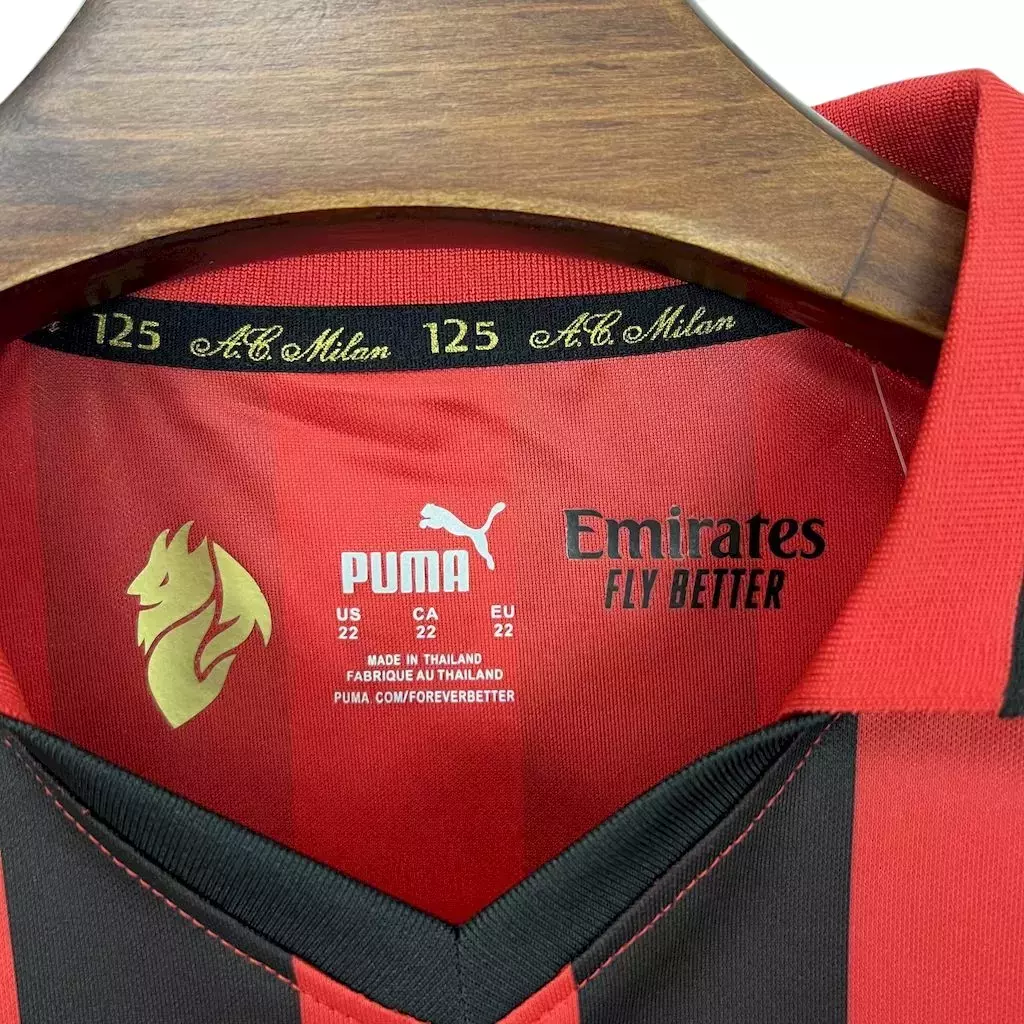 125 A.C. Milan 125 A.C. Milan
PUMA
US CA EU
22 22 22
MADE IN THAILAND
FABRIQUE AU THAILAND
PUMA.COM/FOREVERBETTER
Emirates
FLY BETTER